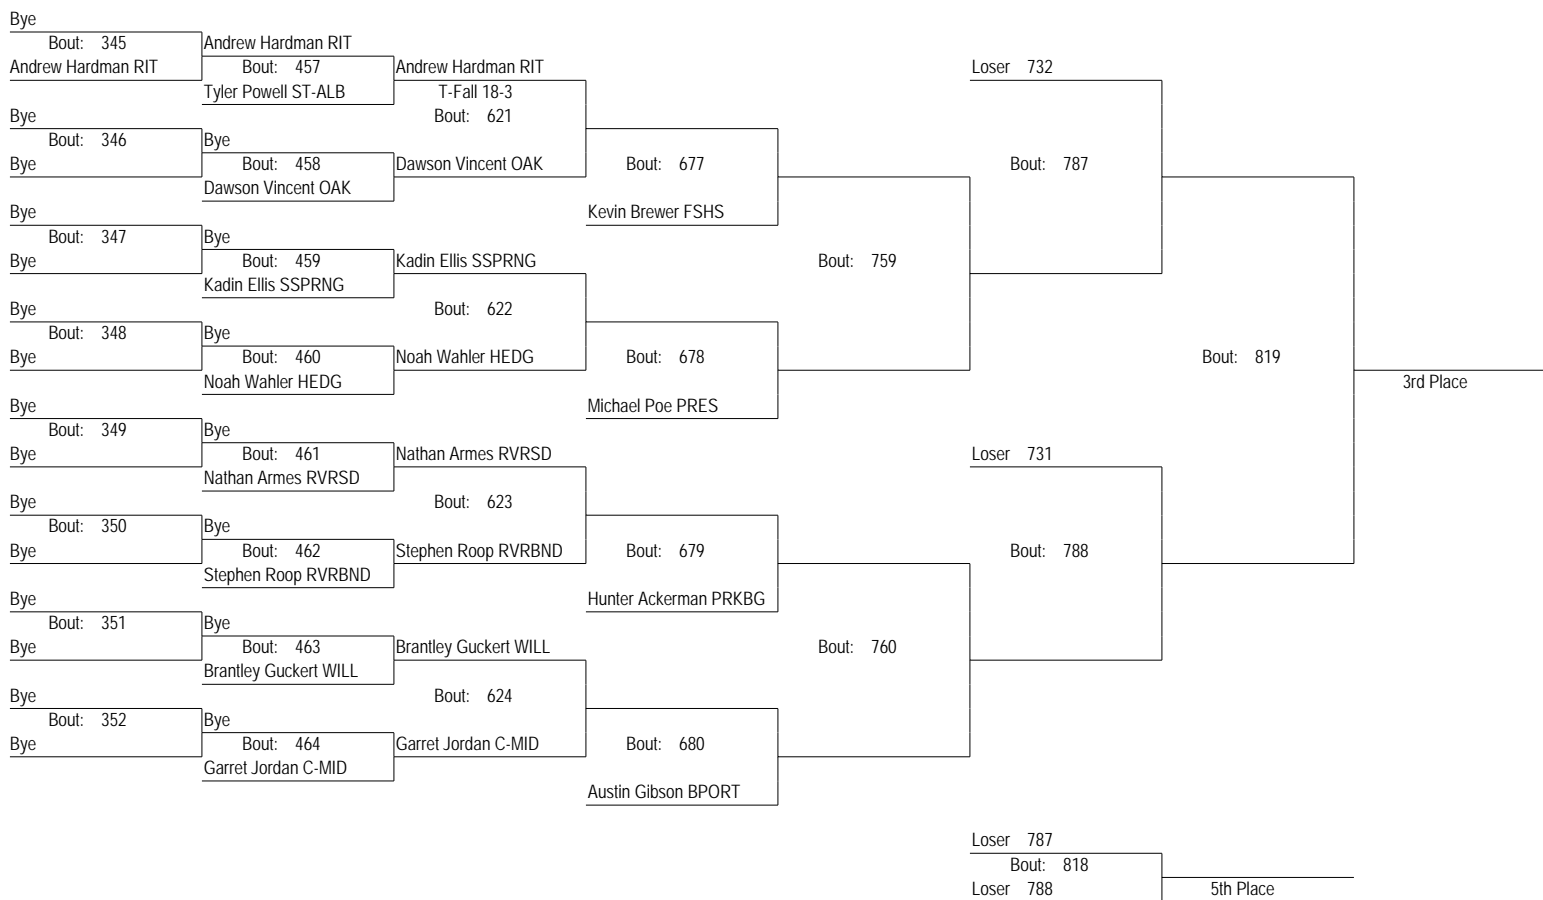 Bye
Bout: 345
Andrew Hardman RIT
Andrew Hardman RIT
Bout: 457
Tyler Powell ST-ALB
Andrew Hardman RIT
T-Fall 18-3
Bout: 621
Bye
Bout: 346
Bye
Bye
Bout: 458
Dawson Vincent OAK
Dawson Vincent OAK
Bout: 677
Kevin Brewer FSHS
Bye
Bout: 347
Bye
Bye
Bout: 459
Kadin Ellis SSPRNG
Kadin Ellis SSPRNG
Bout: 622
Bye
Bout: 348
Bye
Bye
Bout: 460
Noah Wahler HEDG
Noah Wahler HEDG
Bout: 678
Michael Poe PRES
Bout: 759
Loser 732
Bout: 787
Bye
Bout: 349
Bye
Bye
Bout: 461
Nathan Armes RVRSD
Nathan Armes RVRSD
Bout: 623
Bye
Bout: 350
Bye
Bye
Bout: 462
Stephen Roop RVRBND
Stephen Roop RVRBND
Bout: 679
Hunter Ackerman PRKBG
Bye
Bout: 351
Bye
Bye
Bout: 463
Brantley Guckert WILL
Brantley Guckert WILL
Bout: 624
Bye
Bout: 352
Bye
Bye
Bout: 464
Garret Jordan C-MID
Garret Jordan C-MID
Bout: 680
Austin Gibson BPORT
Bout: 760
Loser 731
Bout: 788
Bout: 819
3rd Place
Loser 787
Bout: 818
Loser 788
5th Place